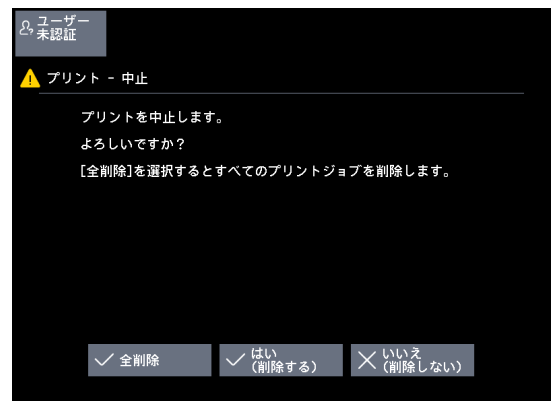 ユーザー
未認証
プリント - 中止
プリントを中止します。
よろしいですか？
[全削除]を選択するとすべてのプリントジョブを削除します。
全削除
はい
(削除する)
いいえ
(削除しない)